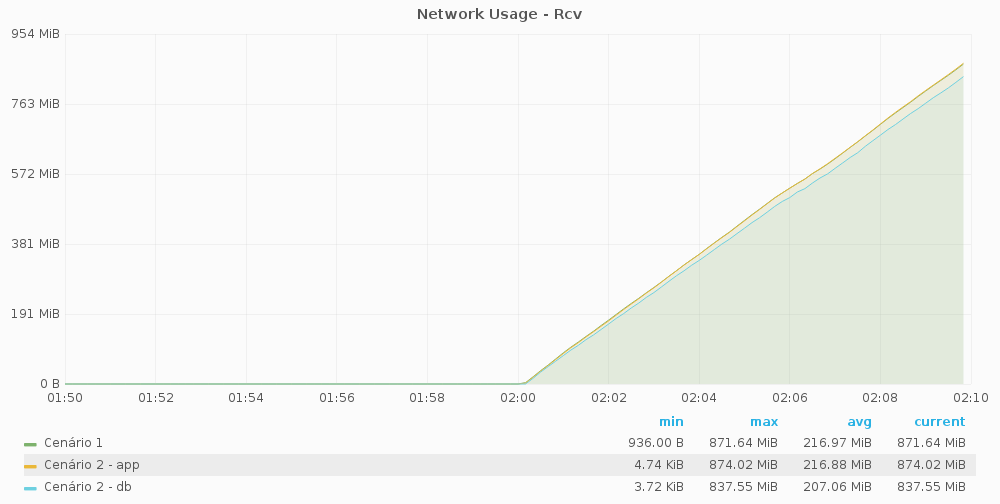 Network Usage - Rcv
954 MiB
763 MiB
572 MiB
381 MiB
191 MiB
0 B
01:50 01:52 01:54 01:56 01:58 02:00 02:02 02:04 02:06 02:08 02:10
min max avg current
Cenário 1 936.00 B 871.64 MiB 216.97 MiB 871.64 MiB
Cenário 2 - app 4.74 KiB 874.02 MiB 216.88 MiB 874.02 MiB
Cenário 2 - db 3.72 KiB 837.55 MiB 207.06 MiB 837.55 MiB